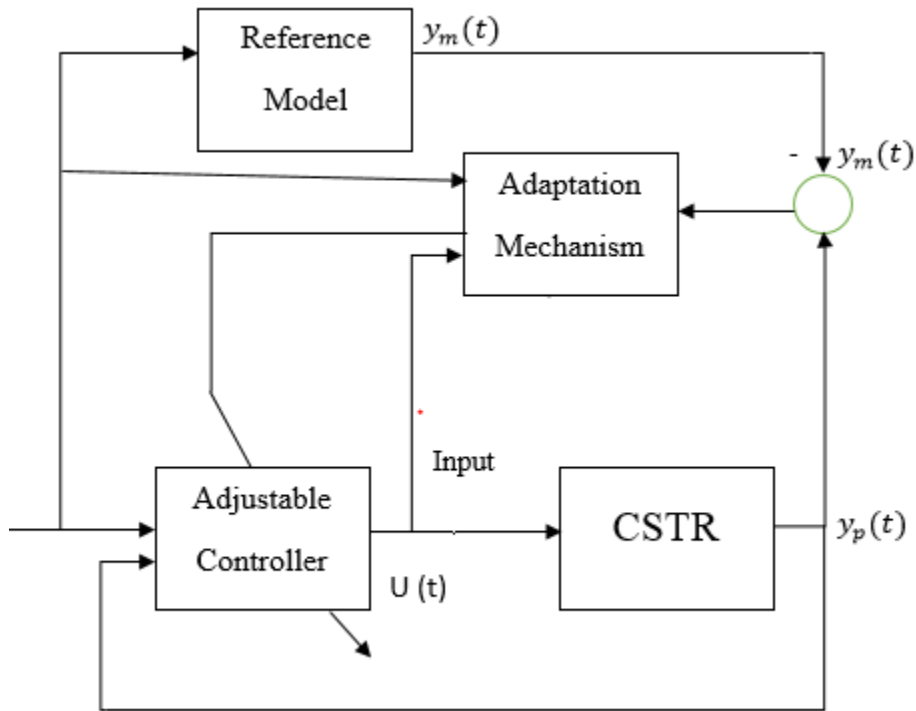 Reference
Model
y_m(t)
- y_m(t)
Adaptation
Mechanism
Input
Adjustable
Controller
U (t)
CSTR
y_p(t)